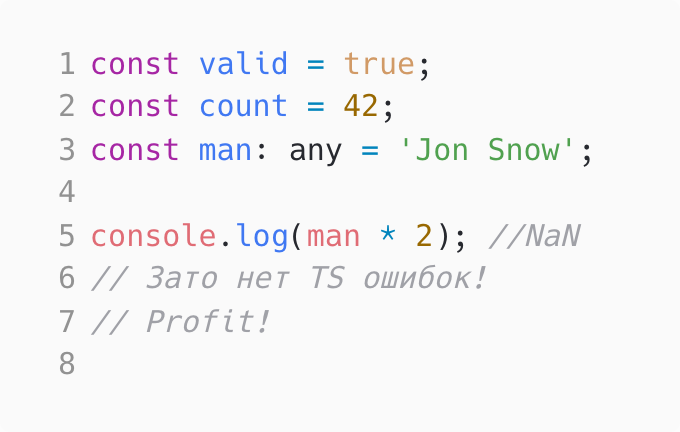 1 const valid = true;
2 const count = 42;
3 const man: any = 'Jon Snow';
4
5 console.log(man * 2); //NaN
6 // Зато нет TS ошибок!
7 // Profit!
8